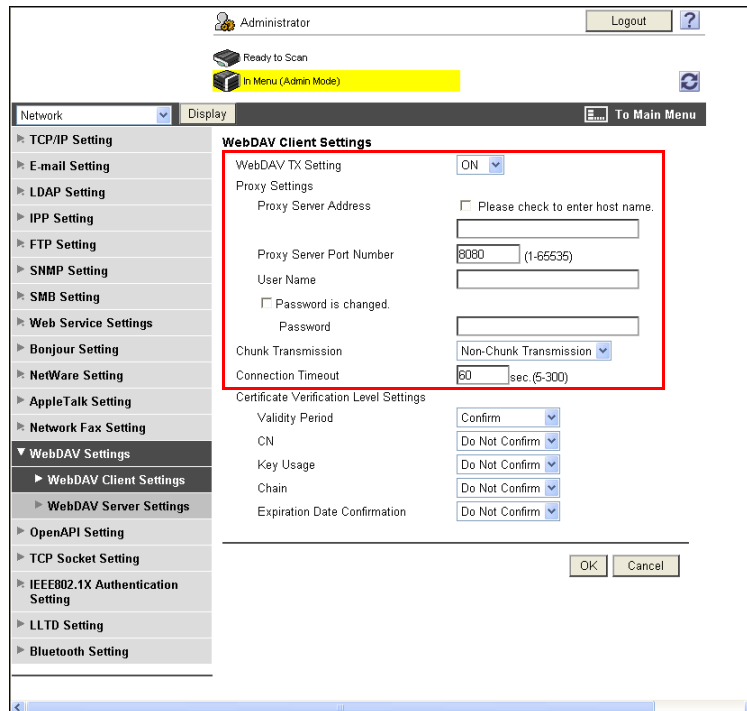 Administrator
Logout
?
Ready to Scan
In Menu (Admin Mode)
Network
Display
To Main Menu
TCP/IP Setting
E-mail Setting
LDAP Setting
IPP Setting
FTP Setting
SNMP Setting
SMB Setting
Web Service Settings
Bonjour Setting
NetWare Setting
AppleTalk Setting
Network Fax Setting
WebDAV Settings
WebDAV Client Settings
WebDAV Server Settings
OpenAPI Setting
TCP Socket Setting
IEEE802.1X Authentication
Setting
LLTD Setting
Bluetooth Setting
WebDAV Client Settings
WebDAV TX Setting ON
Proxy Settings
Proxy Server Address Please check to enter host name.
Proxy Server Port Number 8080 (1-65535)
User Name
Password is changed.
Password
Chunk Transmission Non-Chunk Transmission
Connection Timeout 60 sec.(5-300)
Certificate Verification Level Settings
Validity Period Confirm
CN Do Not Confirm
Key Usage Do Not Confirm
Chain Do Not Confirm
Expiration Date Confirmation Do Not Confirm
OK Cancel